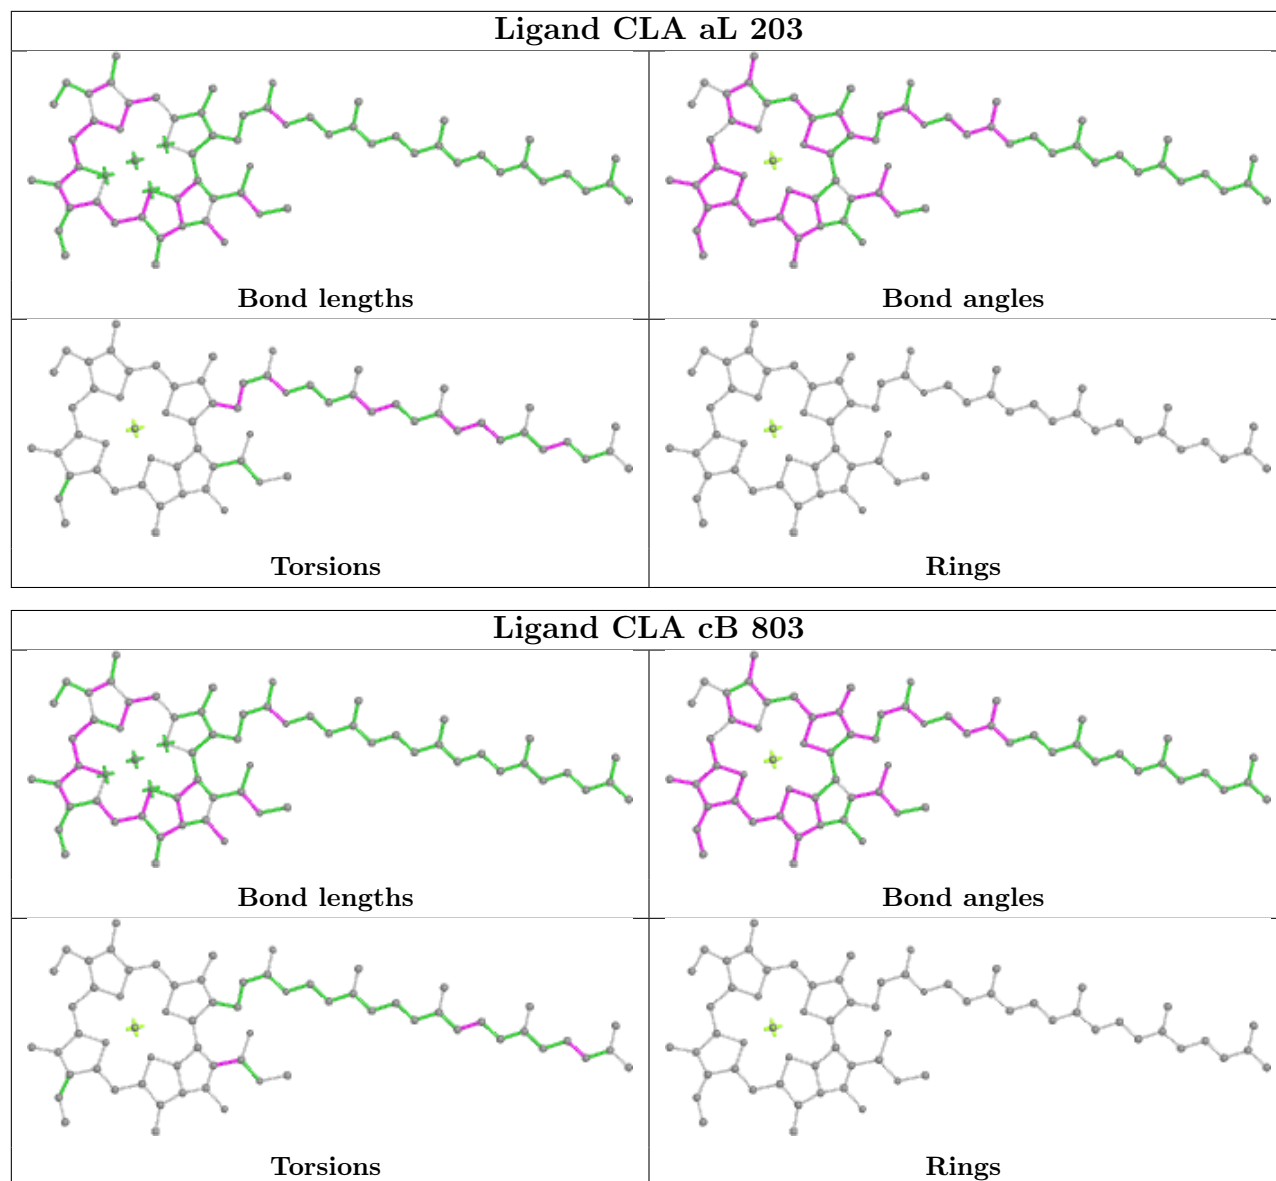 Ligand CLA aL 203
Bond lengths
Bond angles
Torsions
Rings
Ligand CLA cB 803
Bond lengths
Bond angles
Torsions
Rings